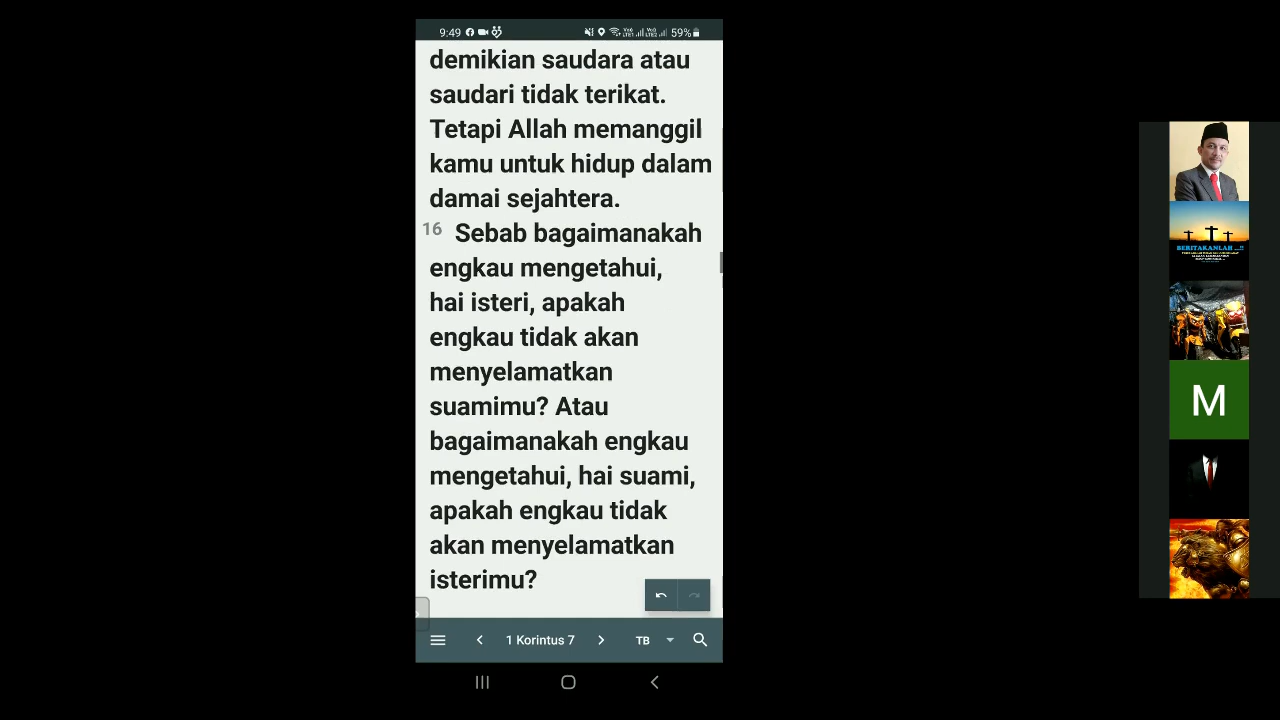 9:49
59%
demikian saudara atau
saudari tidak terikat.
Tetapi Allah memanggil
kamu untuk hidup dalam
damai sejahtera.
16 Sebab bagaimanakah
engkau mengetahui,
hai isteri, apakah
engkau tidak akan
menyelamatkan
suamimu? Atau
bagaimanakah engkau
mengetahui, hai suami,
apakah engkau tidak
akan menyelamatkan
isterimu?
1 Korintus 7
TB
BERITAKANLAH ...!!
M